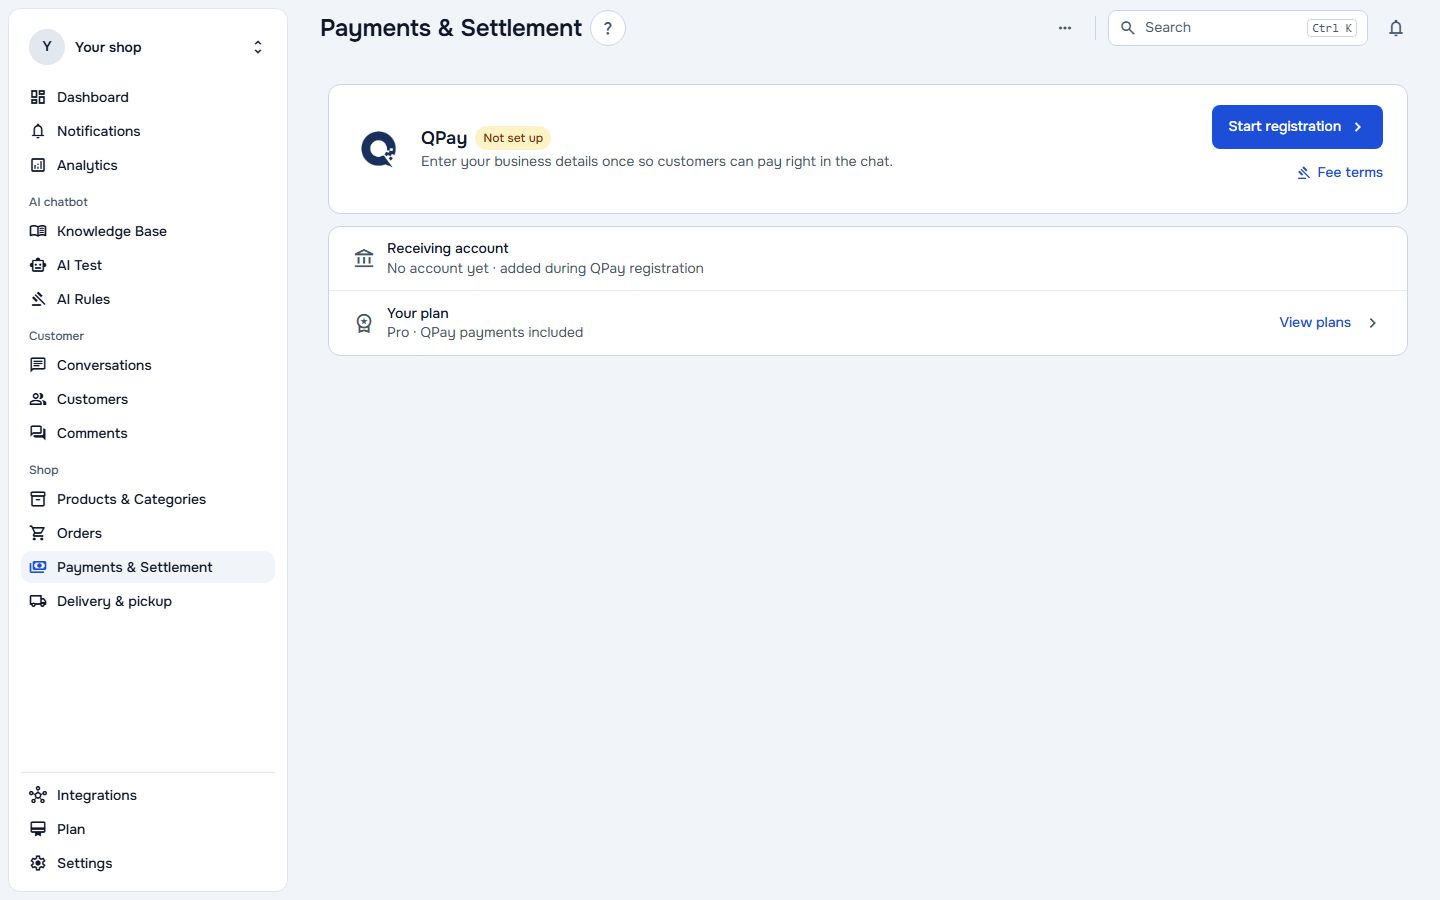 Y
Your shop
Dashboard
Notifications
Analytics
AI chatbot
Knowledge Base
AI Test
AI Rules
Customer
Conversations
Customers
Comments
Shop
Products & Categories
Orders
Payments & Settlement
Delivery & pickup
Integrations
Plan
Settings
Payments & Settlement
?
Search
Ctrl K
QPay
Not set up
Enter your business details once so customers can pay right in the chat.
Start registration
Fee terms
Receiving account
No account yet · added during QPay registration
Your plan
Pro · QPay payments included
View plans